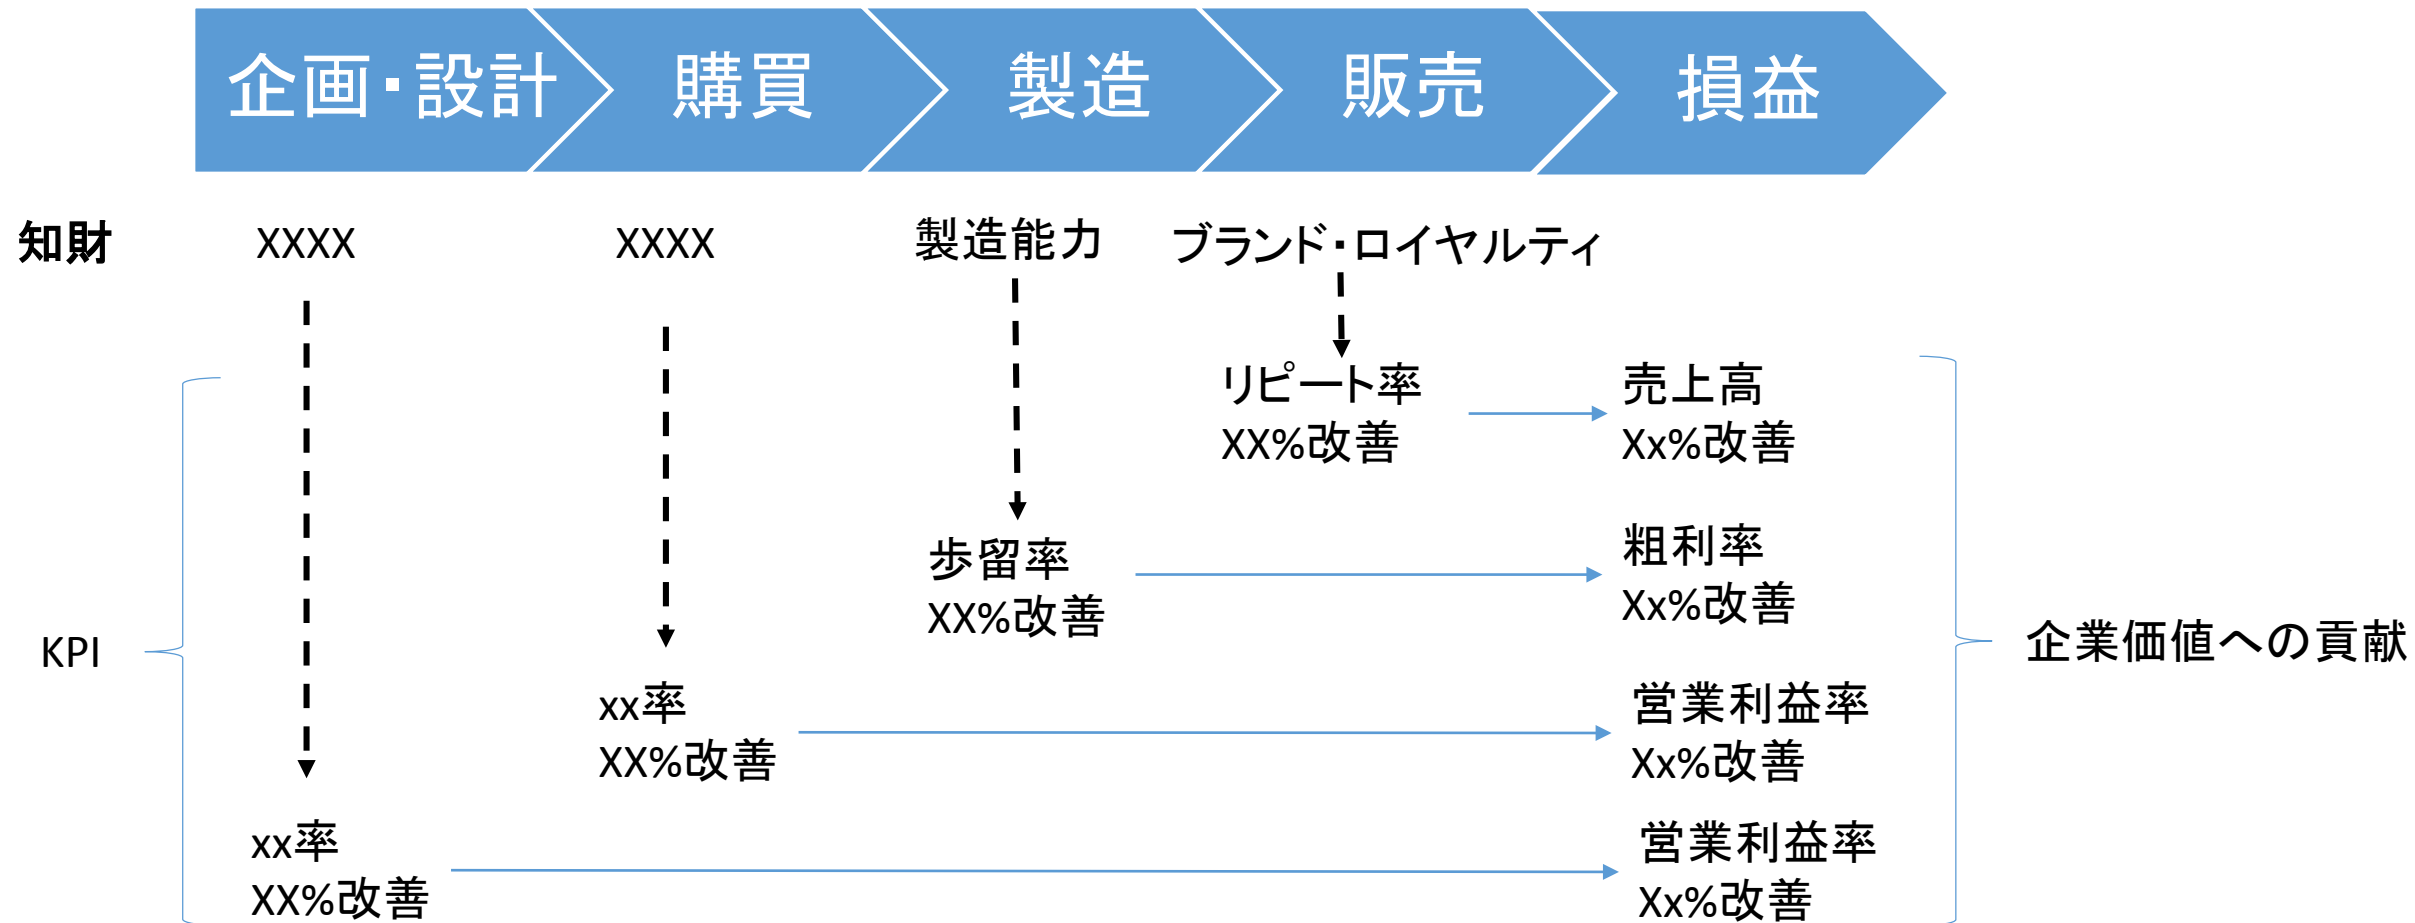 企画・設計
購買
製造
販売
損益
知財
XXXX
XXXX
製造能力
ブランド・ロイヤルティ
リピート率
XX%改善
売上高
Xx%改善
歩留率
XX%改善
粗利率
Xx%改善
KPI
企業価値への貢献
xx率
XX%改善
営業利益率
Xx%改善
xx率
XX%改善
営業利益率
Xx%改善